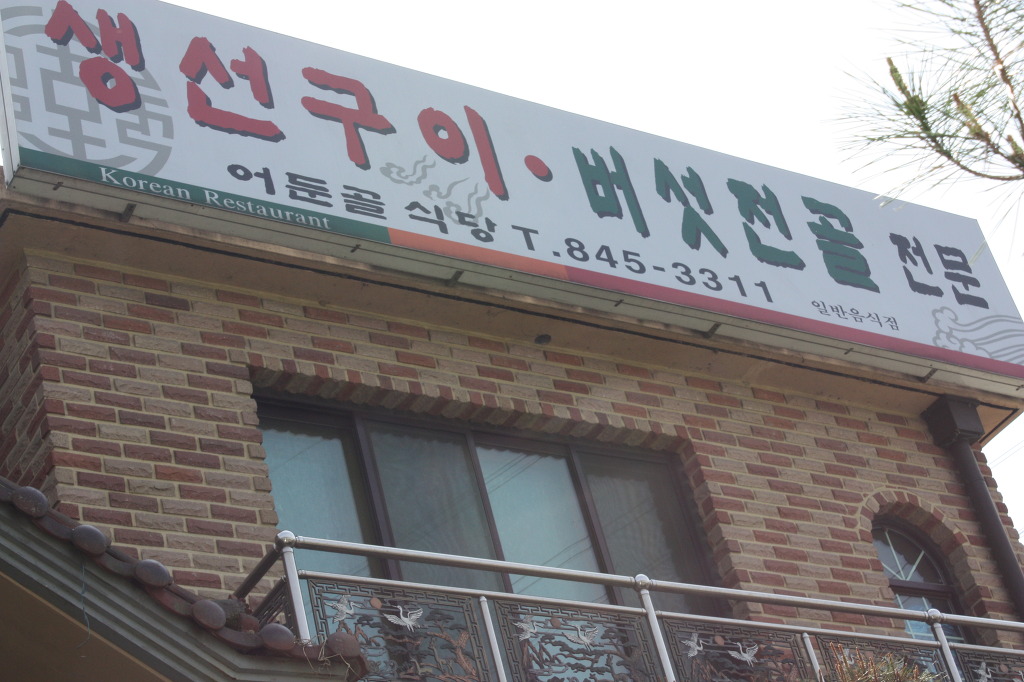 생선구이·버섯전골 전문
어둔골 식당 T.845-3311
Korean Restaurant
일반음식점